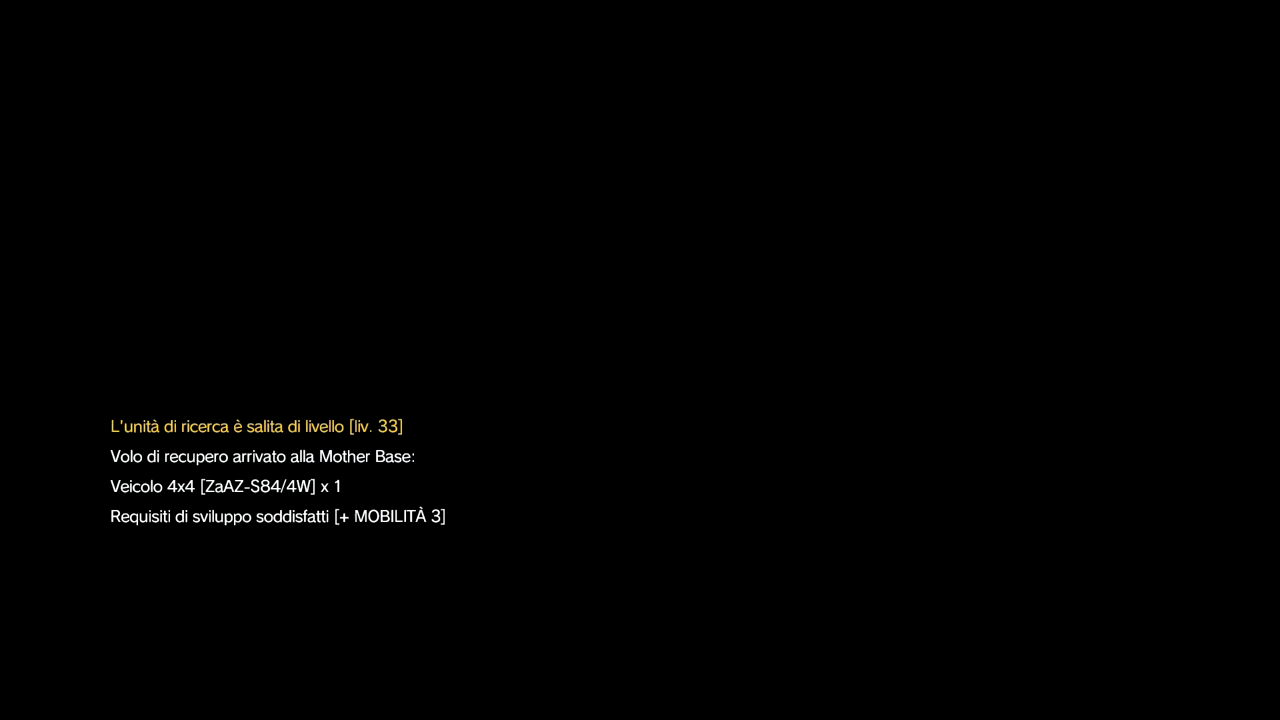 L'unità di ricerca è salita di livello [liv. 33]
Volo di recupero arrivato alla Mother Base:
Veicolo 4x4 [ZaAZ-S84/4W] x 1
Requisiti di sviluppo soddisfatti [+ MOBILITÀ 3]